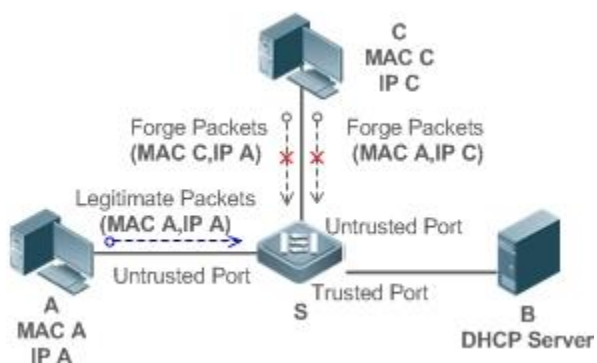 C
MAC C
IP C
Forge Packets
(MAC C,IP A)
Forge Packets
(MAC A,IP C)
Legitimate Packets
(MAC A,IP A)
Untrusted Port
Untrusted Port
S
Trusted Port
A
MAC A
IP A
B
DHCP Server